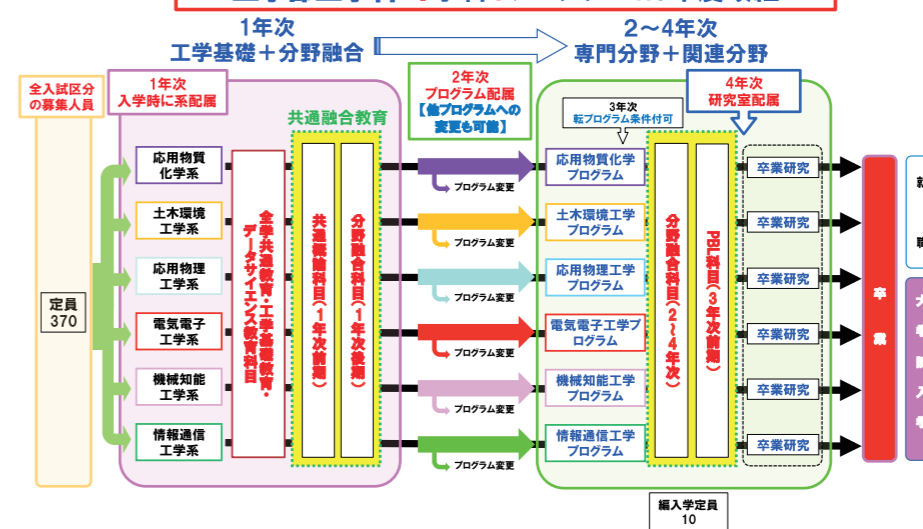 1年次
工学基礎＋分野融合
2～4年次
専門分野＋関連分野
全入試区分
の募集人員
1年次
入学時に系配属
共通融合教育
2年次
プログラム配属
【他プログラムへの
変更も可能】
3年次
転プログラム条件付可
4年次
研究室配属
定員
370
応用物質
化学系
土木環境
工学系
応用物理
工学系
電気電子
工学系
機械知能
工学系
情報通信
工学系
全学共通教育・工学基礎教育・
データサイエンス教育科目
共通概論科目（1年次前期）
分野融合科目（1年次後期）
プログラム変更
プログラム変更
プログラム変更
プログラム変更
プログラム変更
プログラム変更
応用物質化学
プログラム
土木環境工学
プログラム
応用物理工学
プログラム
電気電子工学プ
ログラム
機械知能工学
プログラム
情報通信工学
プログラム
分野融合科目（2～4年次）
PBL科目（3年次前期）
卒業研究
卒業研究
卒業研究
卒業研究
卒業研究
卒業研究
卒業
編入学定員
10